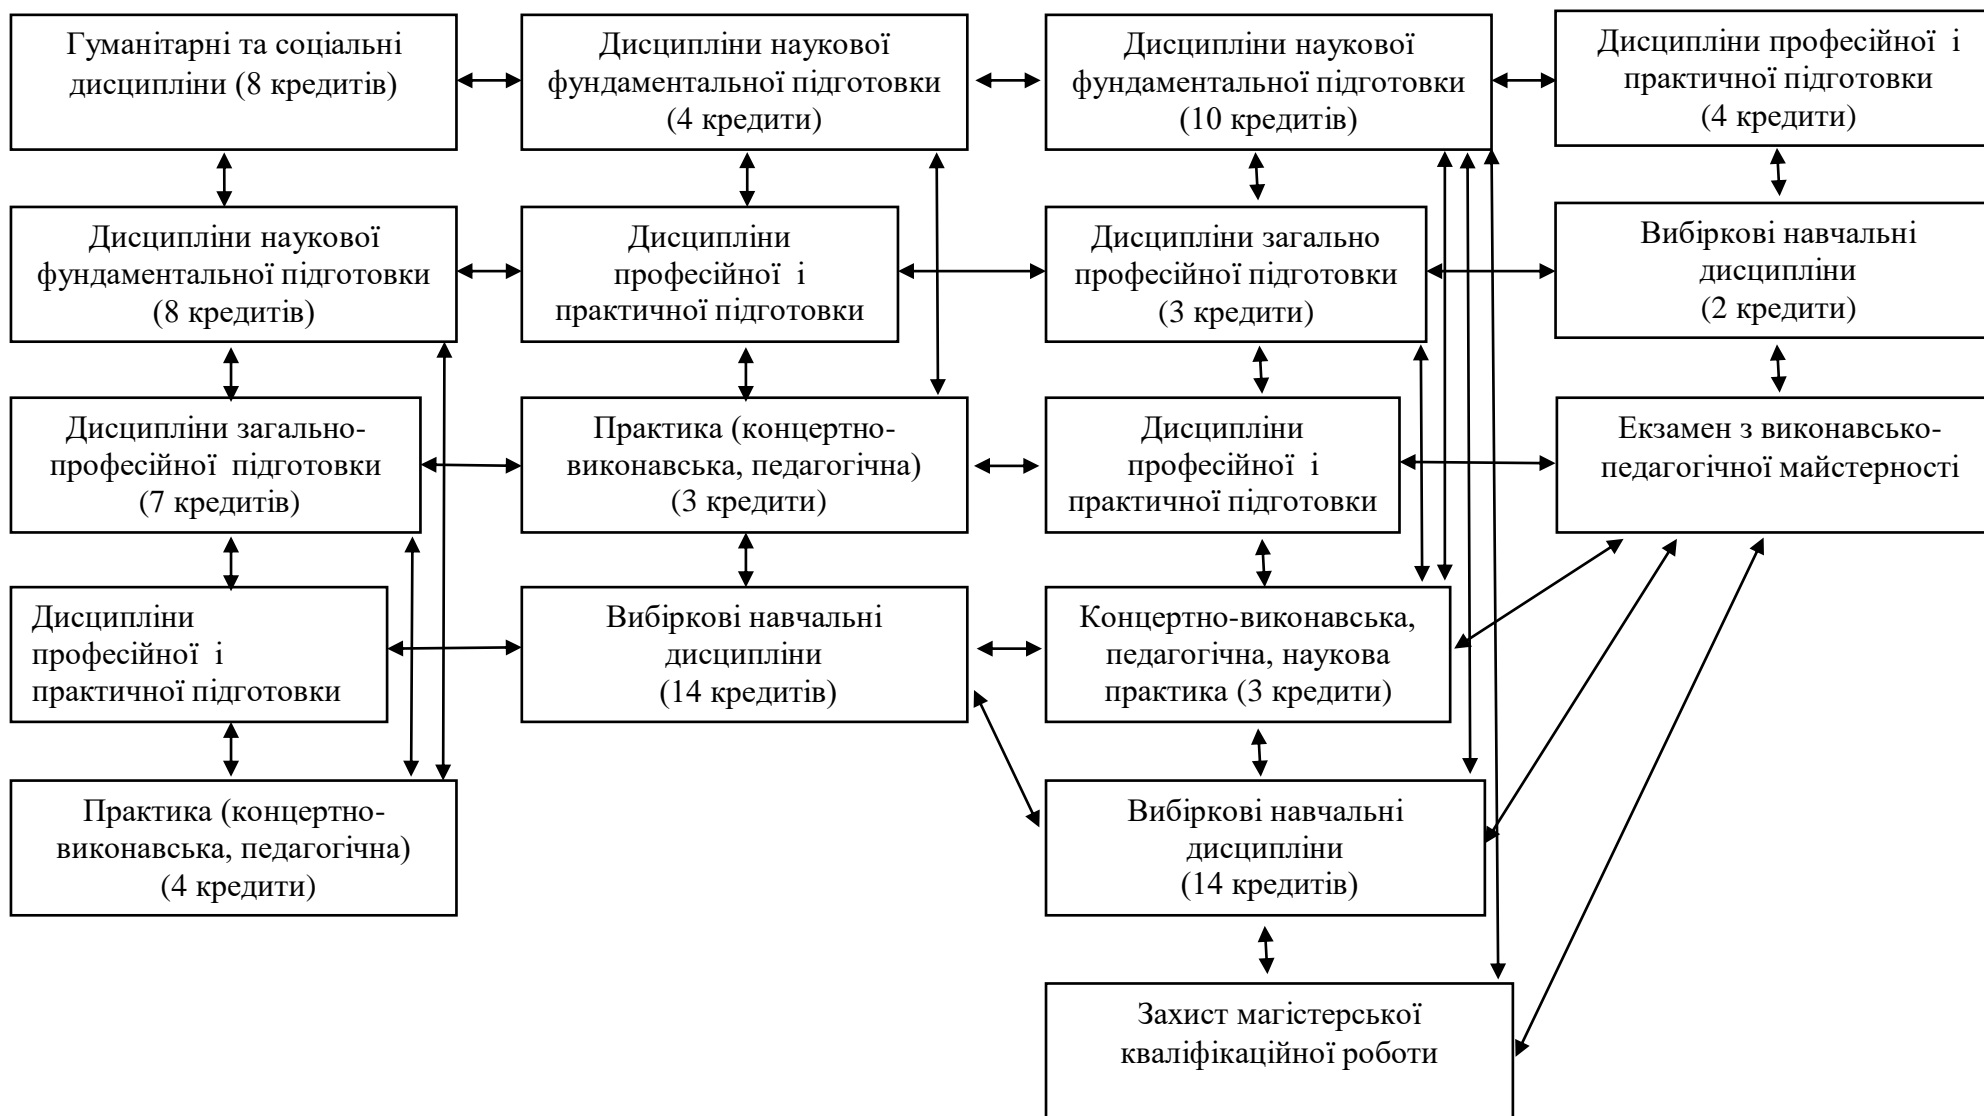 Гуманітарні та соціальні
дисципліни (8 кредитів)
Дисципліни наукової
фундаментальної підготовки
(8 кредитів)
Дисципліни загально-
професійної підготовки
(7 кредитів)
Дисципліни
професійної і
практичної підготовки
Практика (концертно-
виконавська, педагогічна)
(4 кредити)
Дисципліни наукової
фундаментальної підготовки
(4 кредити)
Дисципліни
професійної і
практичної підготовки
Практика (концертно-
виконавська, педагогічна)
(3 кредити)
Вибіркові навчальні
дисципліни
(14 кредитів)
Дисципліни наукової
фундаментальної підготовки
(10 кредитів)
Дисципліни загально
професійної підготовки
(3 кредити)
Дисципліни
професійної і
практичної підготовки
Концертно-виконавська,
педагогічна, наукова
практика (3 кредити)
Вибіркові навчальні
дисципліни
(14 кредитів)
Захист магістерської
кваліфікаційної роботи
Дисципліни професійної і
практичної підготовки
(4 кредити)
Вибіркові навчальні
дисципліни
(2 кредити)
Екзамен з виконавсько-
педагогічної майстерності